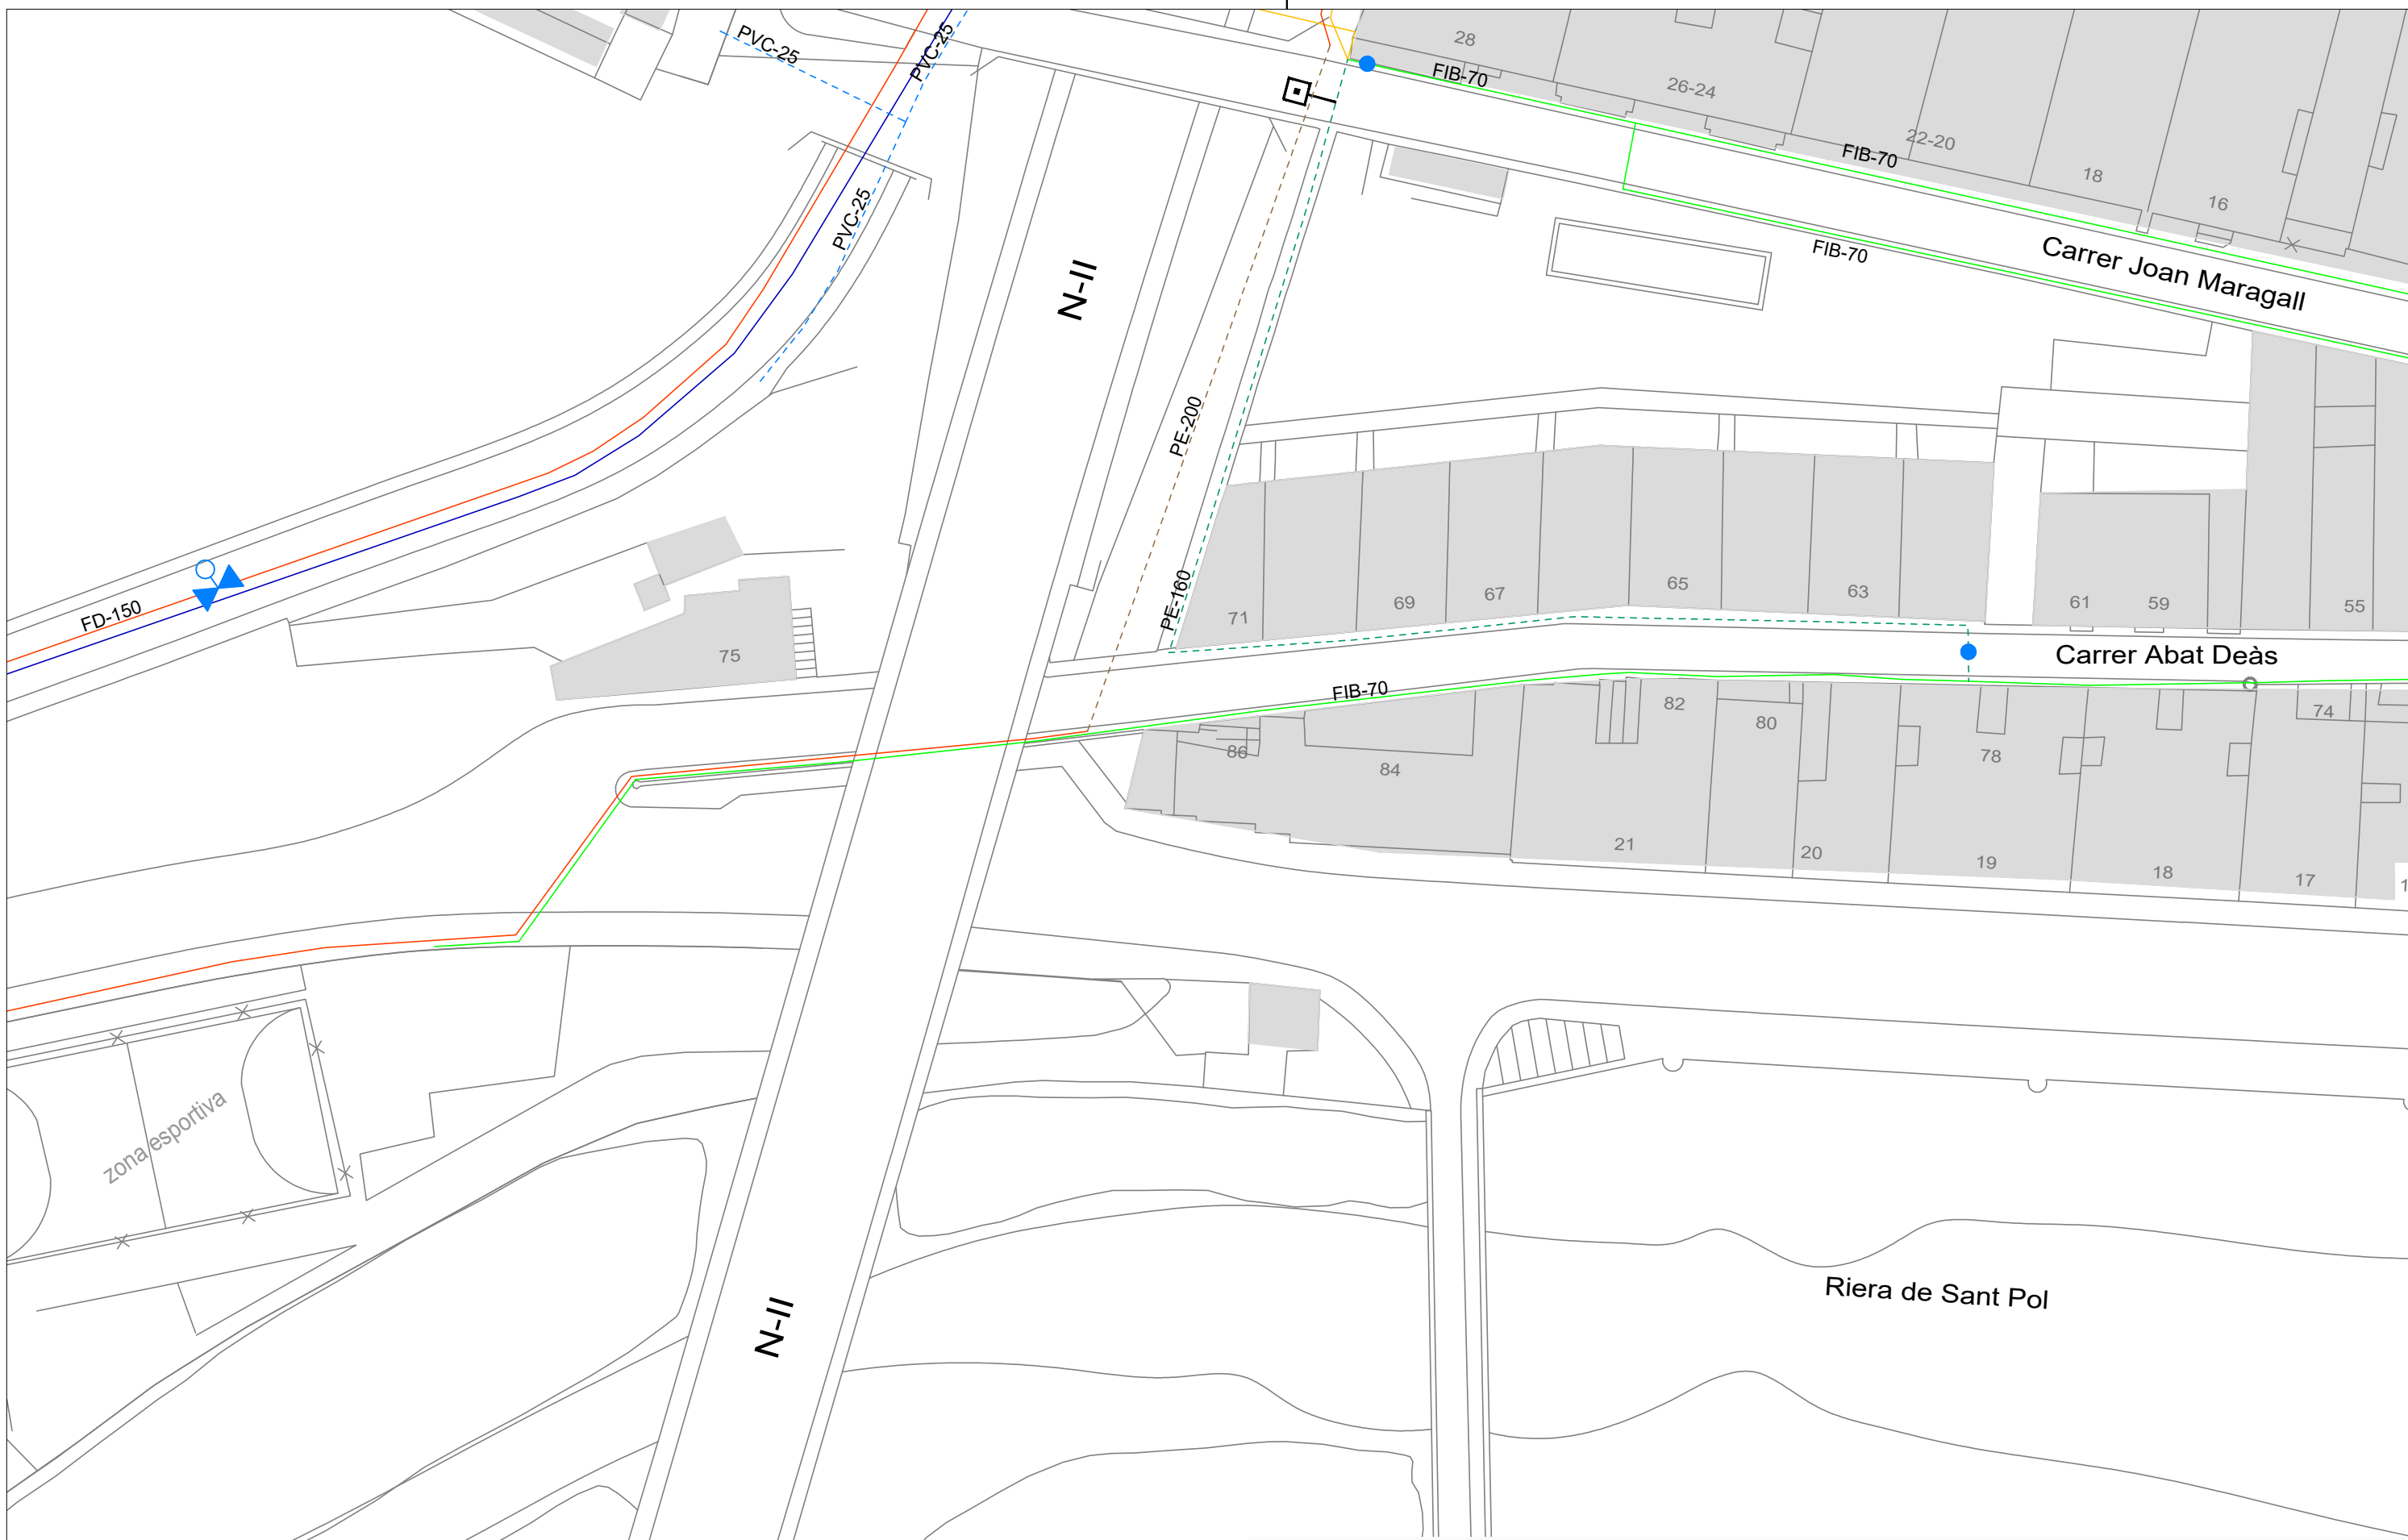 PVC-25
PVC-25
28
FIB-70
26-24
22-20
FIB-70
18
16
PVC-25
FIB-70
Carrer Joan Maragall
N-II
PE-200
PE-160
FD-150
71
69
67
65
63
61
59
55
75
Carrer Abat Deàs
FIB-70
82
80
74
86
84
78
21
20
19
18
17
zona esportiva
Riera de Sant Pol
N-II